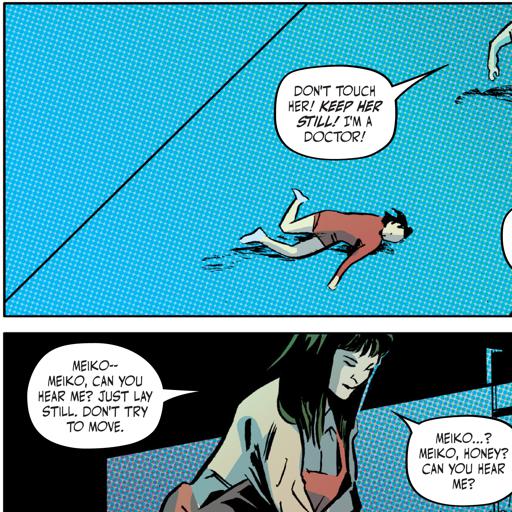 DON'T TOUCH
HER! KEEP HER
STILL! I'M A
DOCTOR!
MEIKO--
MEIKO, CAN YOU
HEAR ME? JUST LAY
STILL. DON'T TRY
TO MOVE.
MEIKO...?
MEIKO, HONEY?
CAN YOU HEAR
ME?